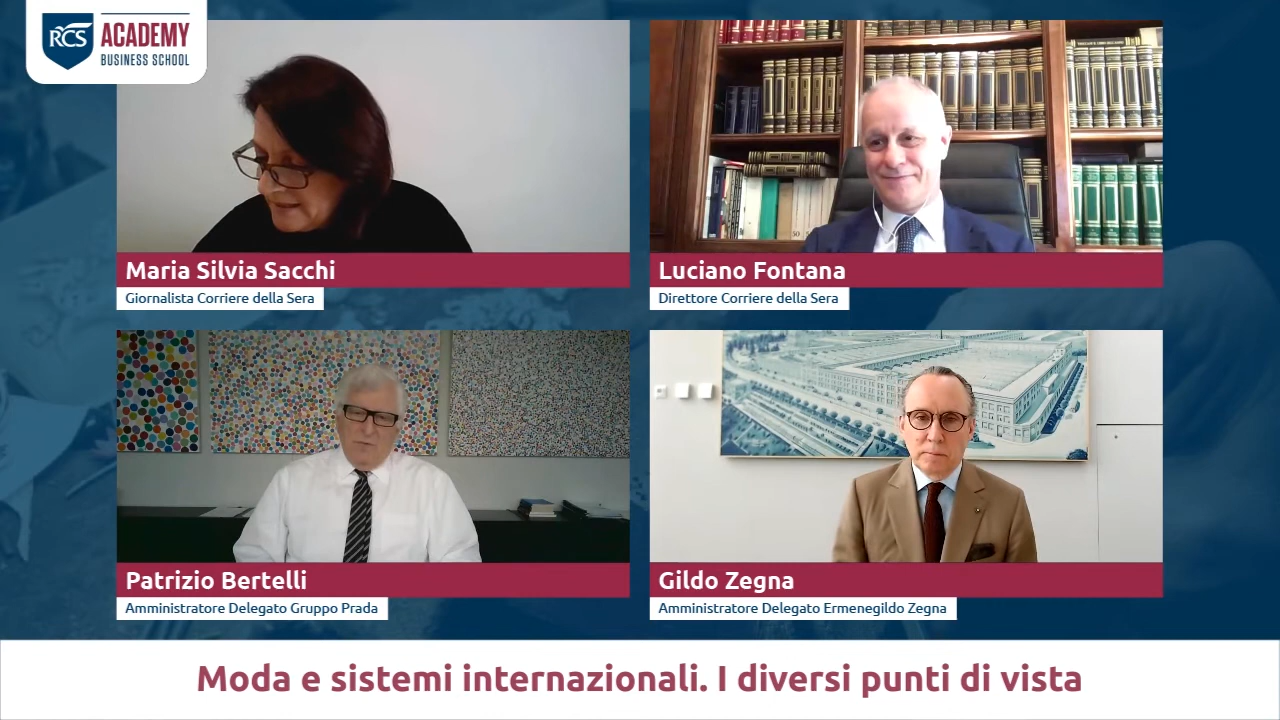 RCS ACADEMY
BUSINESS SCHOOL
Maria Silvia Sacchi
Giornalista Corriere della Sera
Luciano Fontana
Direttore Corriere della Sera
Patrizio Bertelli
Amministratore Delegato Gruppo Prada
Gildo Zegna
Amministratore Delegato Ermenegildo Zegna
Moda e sistemi internazionali. I diversi punti di vista